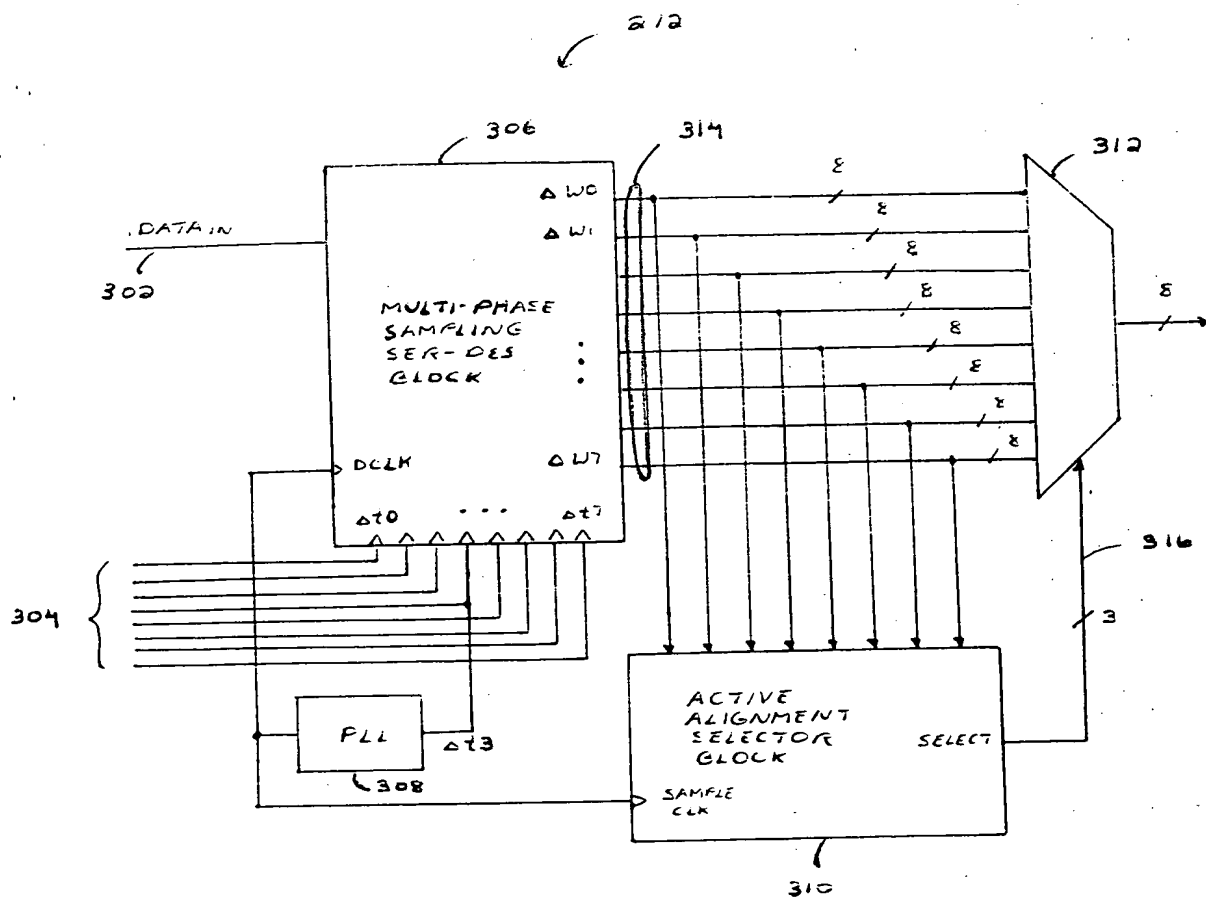 212
306
314
312
ΔW0
8
ΔW1
8
DATA IN
302
8
MULTI-PHASE
SAMPLING
SER-DES
BLOCK
8
8
8
8
8
8
DCLK
ΔW7
Δt0
...
Δt7
304
316
3
PLL
Δt3
308
ACTIVE
ALIGNMENT
SELECTOR
BLOCK
SELECT
SAMPLE
CLK
310